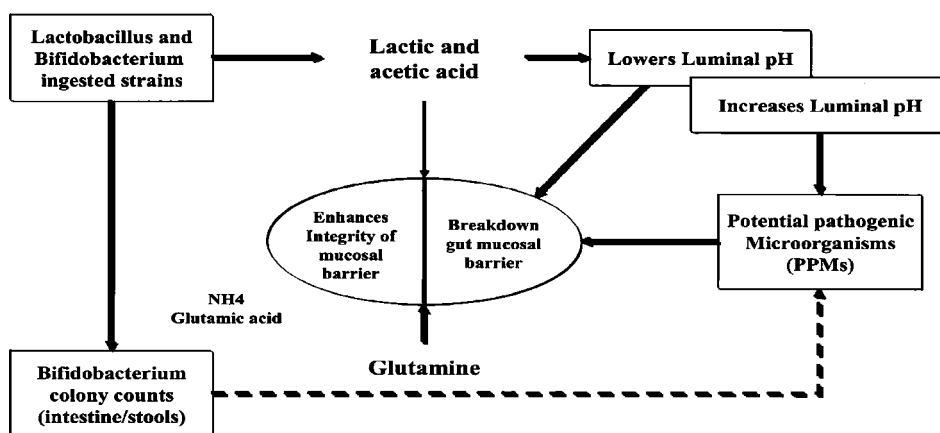 Lactobacillus and
Bifidobacterium
ingested strains
Lactic and
acetic acid
Lowers Luminal pH
Increases Luminal pH
Enhances
Integrity of
mucosal
barrier
Breakdown
gut mucosal
barrier
Potential pathogenic
Microorganisms
(PPMs)
NH4
Glutamic acid
Glutamine
Bifidobacterium
colony counts
(intestine/stools)